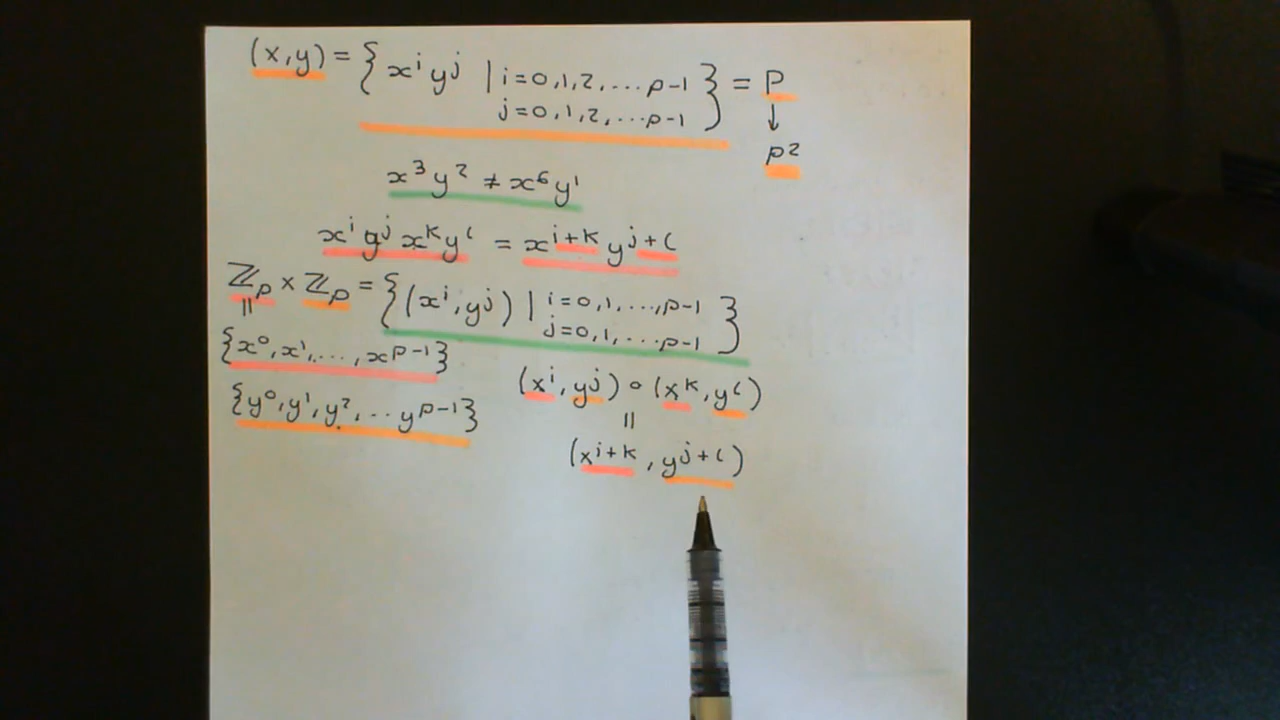 (x,y) = { x^i y^j | i=0,1,2,...p-1 } = P
j=0,1,2,...p-1
↓
p^2
x^3 y^2 ≠ x^6 y^1
x^i y^j x^k y^l = x^{i+k} y^{j+l}
ℤ_p × ℤ_p = { (x^i, y^j) | i=0,1,...,p-1 }
j=0,1,...p-1
=
{x^0, x^1, ..., x^{p-1}}
(x^i, y^j) ∘ (x^k, y^l)
{y^0, y^1, y^2, ... y^{p-1}}
=
(x^{i+k}, y^{j+l})